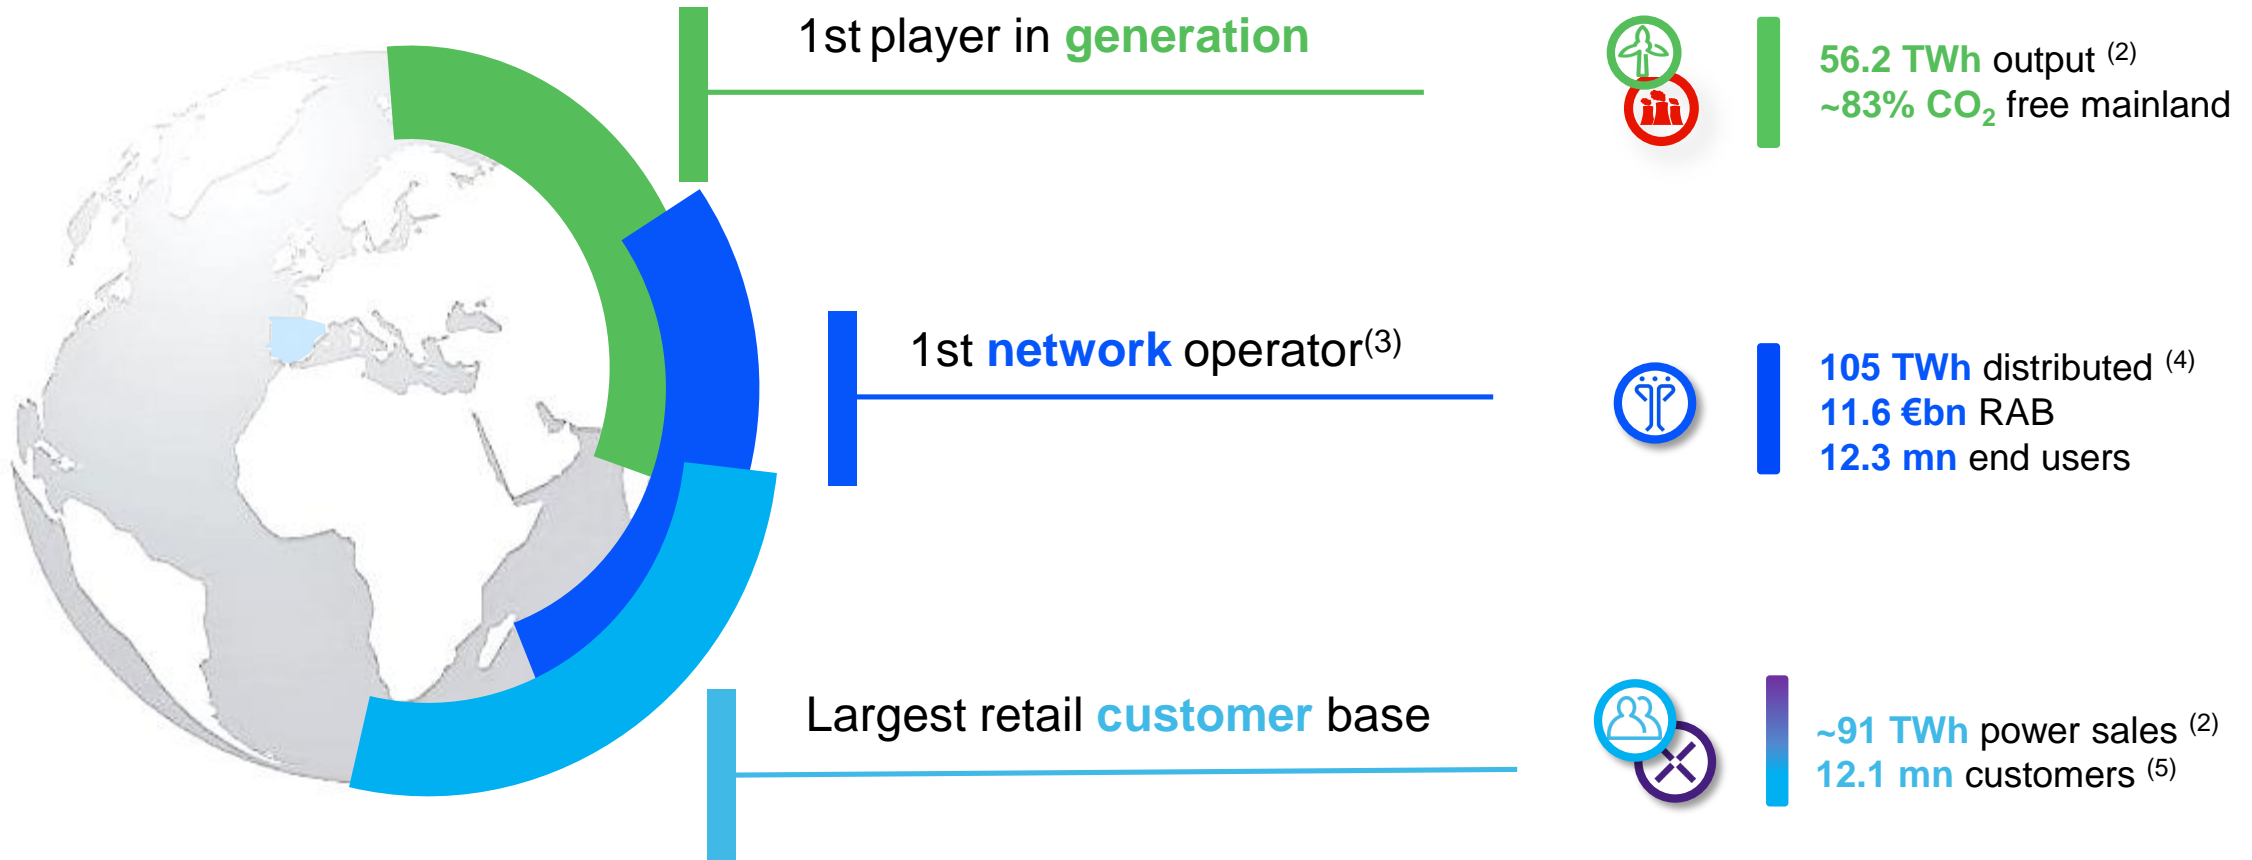 1st player in generation
56.2 TWh output (2)
~83% CO₂ free mainland
1st network operator(3)
105 TWh distributed (4)
11.6 €bn RAB
12.3 mn end users
Largest retail customer base
~91 TWh power sales (2)
12.1 mn customers (5)